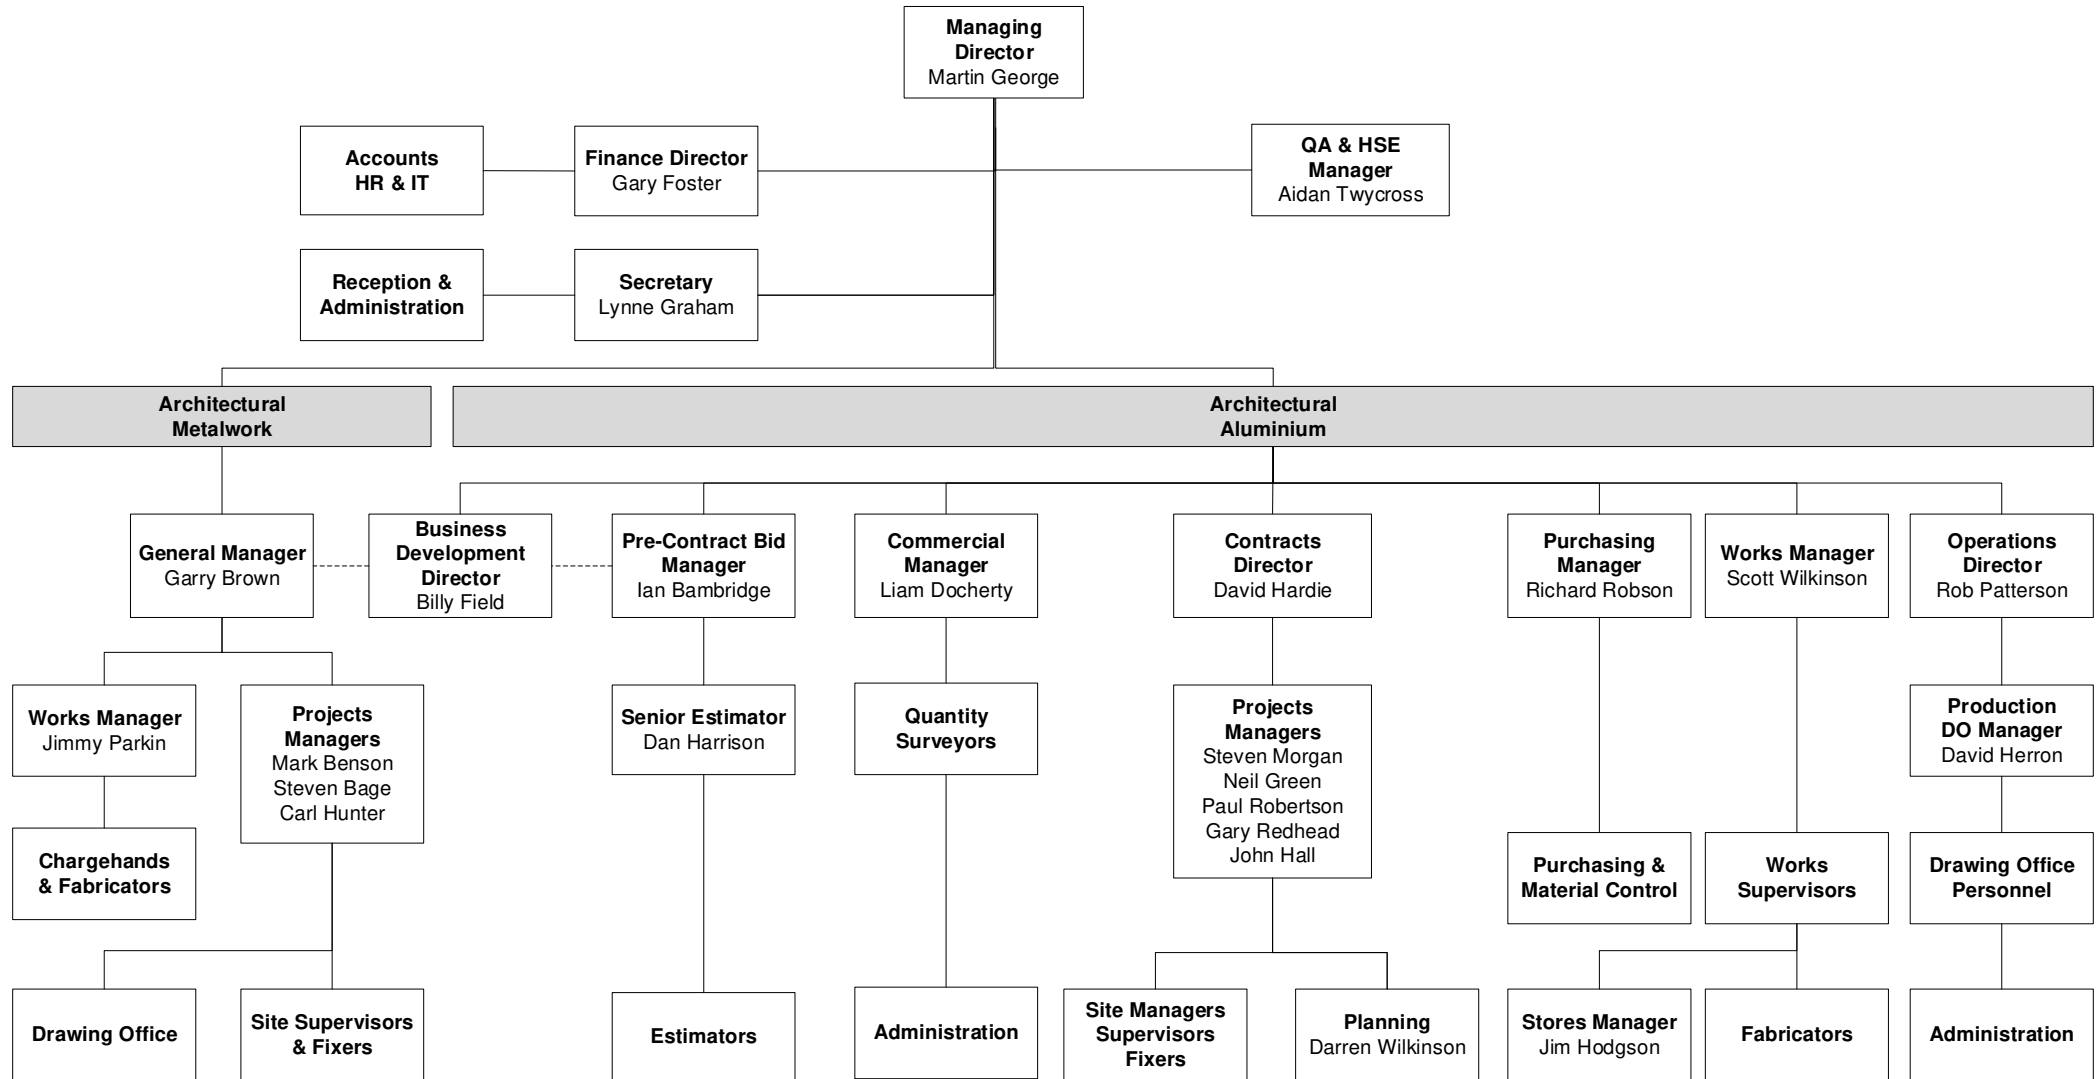 Managing
Director
Martin George
Accounts
HR & IT
Finance Director
Gary Foster
QA & HSE
Manager
Aidan Twycross
Reception &
Administration
Secretary
Lynne Graham
Architectural
Metalwork
Architectural
Aluminium
General Manager
Garry Brown
Business
Development
Director
Billy Field
Pre-Contract Bid
Manager
Ian Bambridge
Commercial
Manager
Liam Docherty
Contracts
Director
David Hardie
Purchasing
Manager
Richard Robson
Works Manager
Scott Wilkinson
Operations
Director
Rob Patterson
Works Manager
Jimmy Parkin
Projects
Managers
Mark Benson
Steven Bage
Carl Hunter
Senior Estimator
Dan Harrison
Quantity
Surveyors
Projects
Managers
Steven Morgan
Neil Green
Paul Robertson
Gary Redhead
John Hall
Production
DO Manager
David Herron
Chargehands
& Fabricators
Purchasing &
Material Control
Works
Supervisors
Drawing Office
Personnel
Drawing Office
Site Supervisors
& Fixers
Estimators
Administration
Site Managers
Supervisors
Fixers
Planning
Darren Wilkinson
Stores Manager
Jim Hodgson
Fabricators
Administration